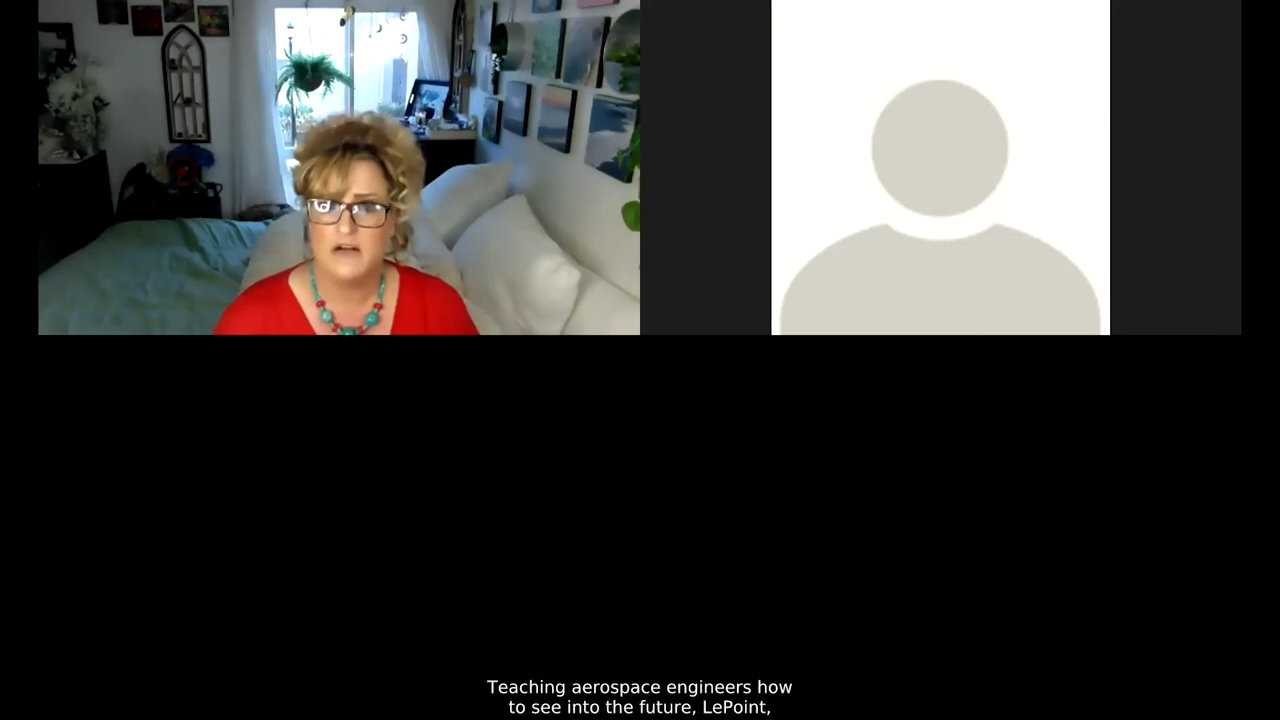 Teaching aerospace engineers how
to see into the future, LePoint,